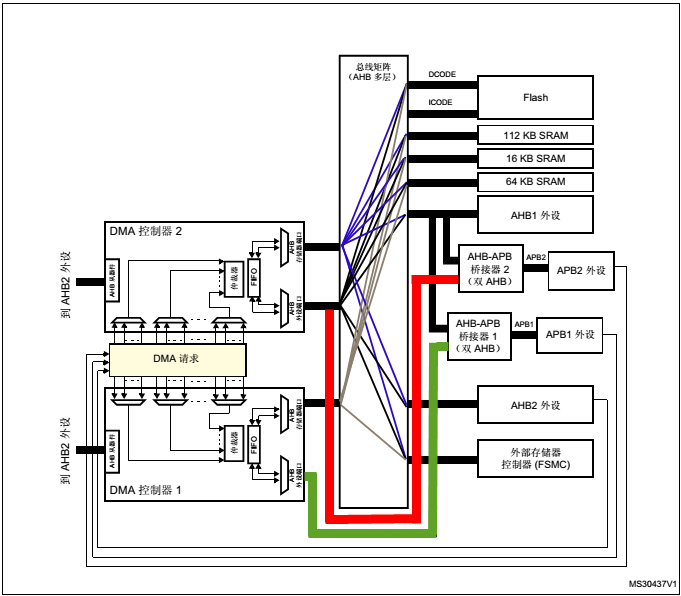 总线矩阵
（AHB 多层）
DCODE
ICODE
Flash
112 KB SRAM
16 KB SRAM
64 KB SRAM
AHB1 外设
DMA 控制器 2
AHB 从器件
仲裁器
FIFO
AHB
存储器端口
AHB
外设端口
到 AHB2 外设
AHB-APB
桥接器 2
（双 AHB）
APB2
APB2 外设
AHB-APB
桥接器 1
（双 AHB）
APB1
APB1 外设
DMA 请求
AHB2 外设
到 AHB2 外设
AHB 从器件
仲裁器
FIFO
AHB
存储器端口
AHB
外设端口
DMA 控制器 1
外部存储器
控制器 (FSMC)
MS30437V1